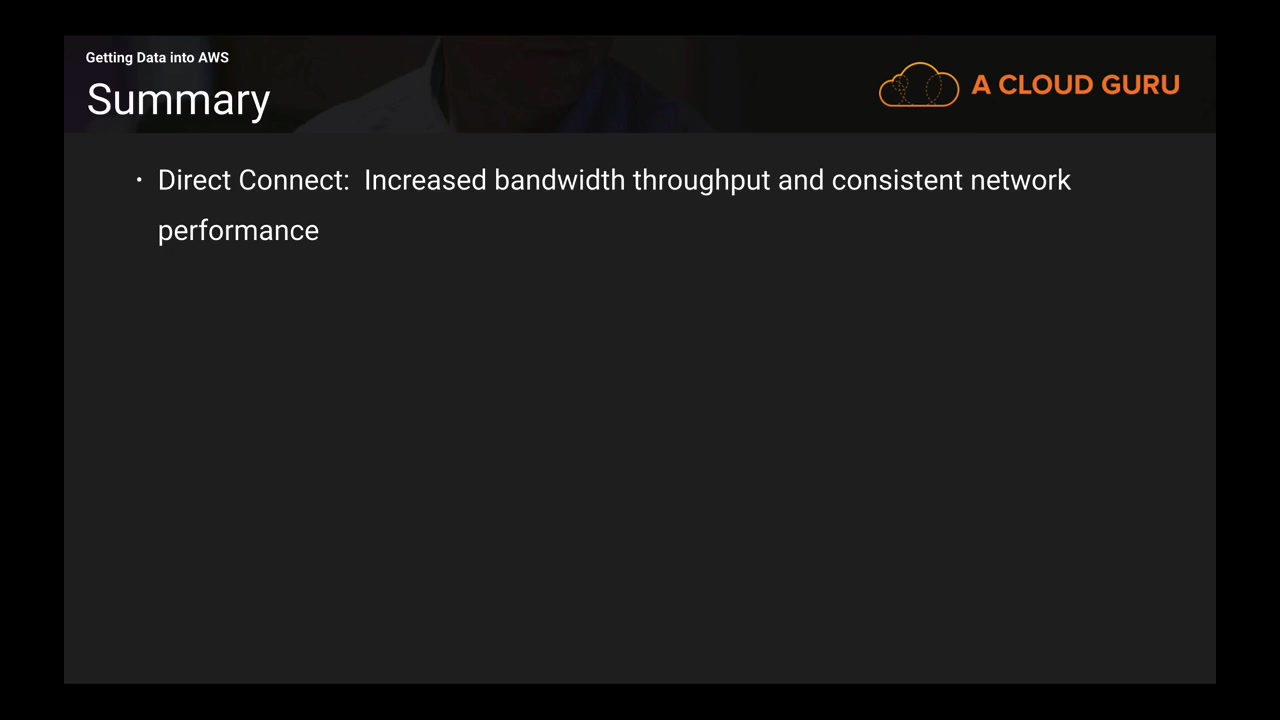 Getting Data into AWS
Summary
A CLOUD GURU
• Direct Connect:  Increased bandwidth throughput and consistent network
performance